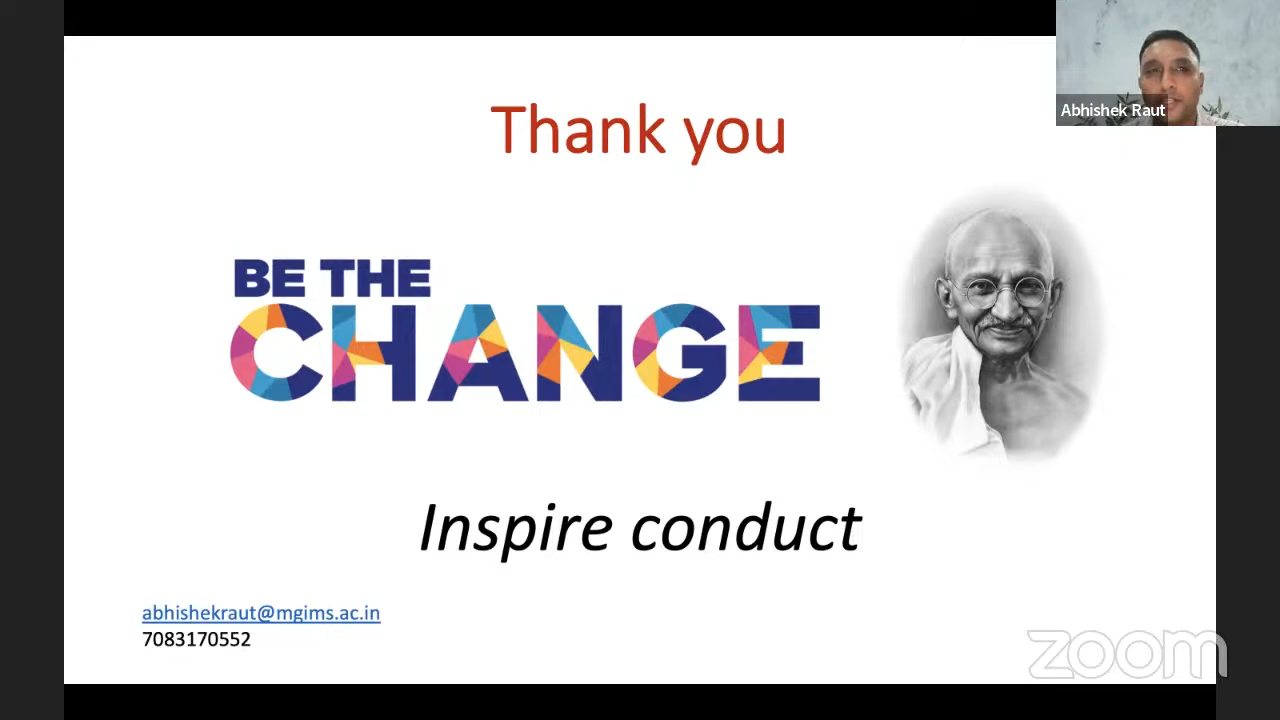 Thank you
Abhishek Raut
BE THE
CHANGE
Inspire conduct
abhishekraut@mgims.ac.in
7083170552
zoom